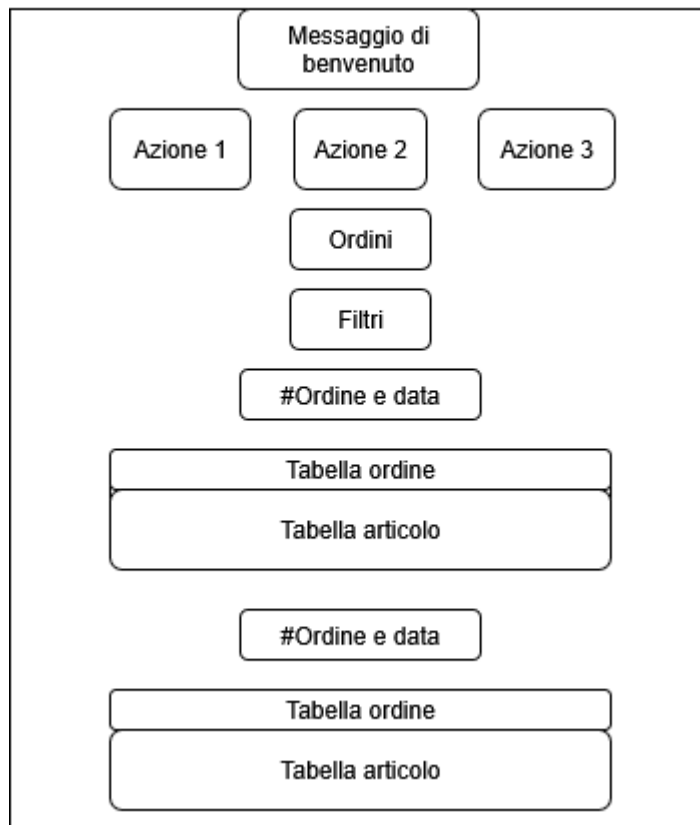 Messaggio di
benvenuto
Azione 1
Azione 2
Azione 3
Ordini
Filtri
#Ordine e data
Tabella ordine
Tabella articolo
#Ordine e data
Tabella ordine
Tabella articolo